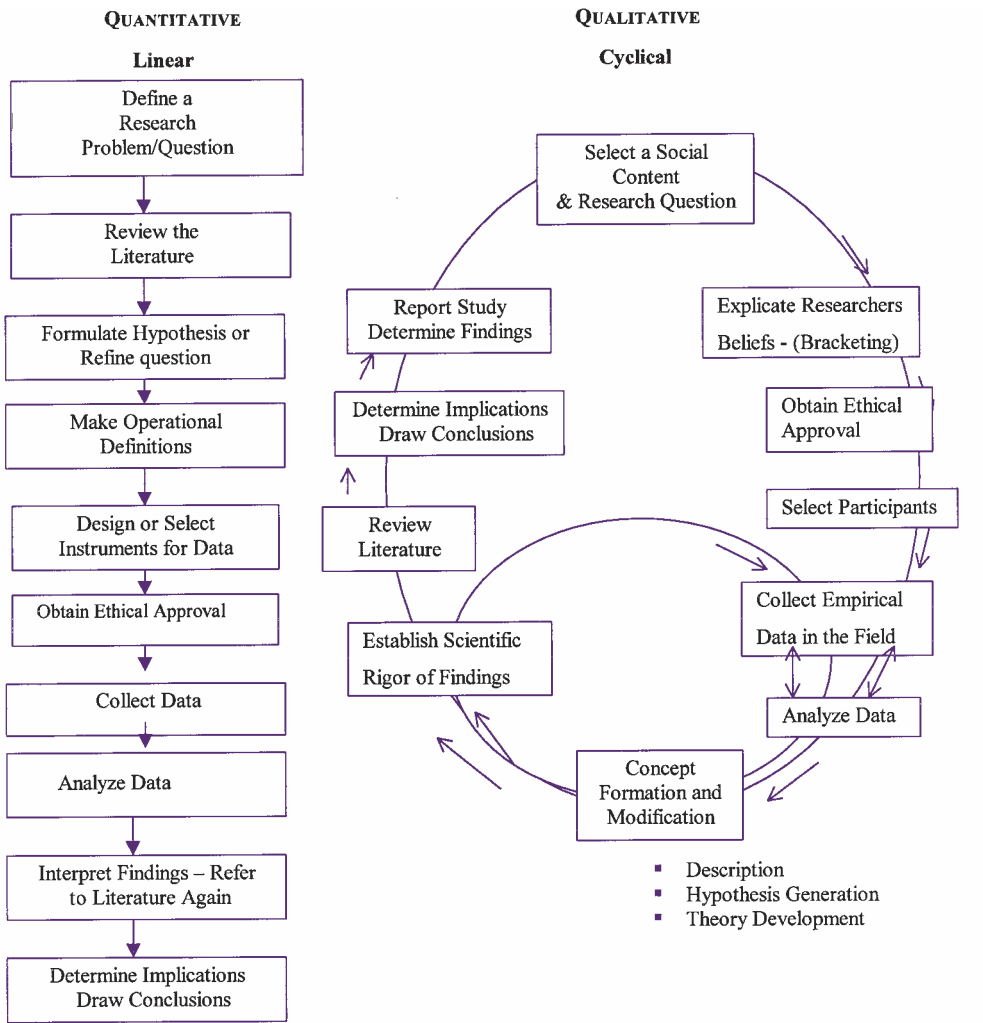 QUANTITATIVE
Linear
Define a
Research
Problem/Question
Review the
Literature
Formulate Hypothesis or
Refine question
Make Operational
Definitions
Design or Select
Instruments for Data
Obtain Ethical Approval
Collect Data
Analyze Data
Interpret Findings – Refer
to Literature Again
Determine Implications
Draw Conclusions
QUALITATIVE
Cyclical
Select a Social
Content
& Research Question
Explicate Researchers
Beliefs - (Bracketing)
Obtain Ethical
Approval
Select Participants
Collect Empirical
Data in the Field
Analyze Data
Concept
Formation and
Modification
▪ Description
▪ Hypothesis Generation
▪ Theory Development
Establish Scientific
Rigor of Findings
Review
Literature
Determine Implications
Draw Conclusions
Report Study
Determine Findings